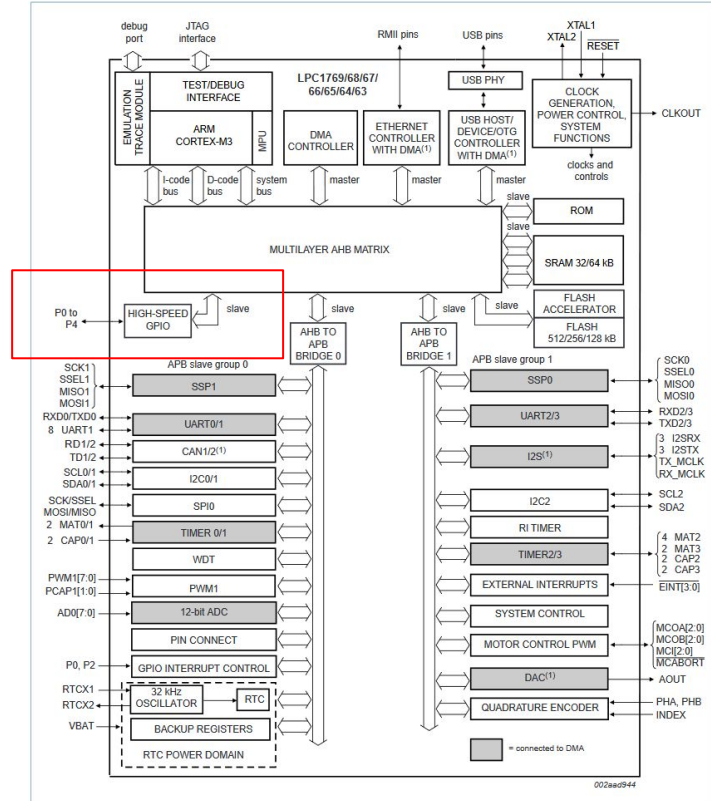 debug
port
JTAG
interface
RMII pins
USB pins
XTAL1
XTAL2
RESET
LPC1769/68/67/
66/65/64/63
EMULATION
TRACE MODULE
TEST/DEBUG
INTERFACE
ARM
CORTEX-M3
MPU
DMA
CONTROLLER
ETHERNET
CONTROLLER
WITH DMA(1)
USB PHY
USB HOST/
DEVICE/OTG
CONTROLLER
WITH DMA(1)
CLOCK
GENERATION,
POWER CONTROL,
SYSTEM
FUNCTIONS
CLKOUT
clocks and
controls
I-code
bus
D-code
bus
system
bus
master
master
master
slave
ROM
slave
slave
SRAM 32/64 kB
MULTILAYER AHB MATRIX
P0 to
P4
HIGH-SPEED
GPIO
slave
slave
slave
slave
FLASH
ACCELERATOR
FLASH
512/256/128 kB
AHB TO
APB
BRIDGE 0
AHB TO
APB
BRIDGE 1
APB slave group 0
APB slave group 1
SCK1
SSEL1
MISO1
MOSI1
SSP1
RXD0/TXD0
8 UART1
UART0/1
RD1/2
TD1/2
CAN1/2(1)
SCL0/1
SDA0/1
I2C0/1
SCK/SSEL
MOSI/MISO
SPI0
2 MAT0/1
2 CAP0/1
TIMER 0/1
WDT
PWM1[7:0]
PCAP1[1:0]
PWM1
AD0[7:0]
12-bit ADC
PIN CONNECT
P0, P2
GPIO INTERRUPT CONTROL
RTCX1
RTCX2
32 kHz
OSCILLATOR
RTC
VBAT
BACKUP REGISTERS
RTC POWER DOMAIN
SSP0
SCK0
SSEL0
MISO0
MOSI0
UART2/3
RXD2/3
TXD2/3
I2S(1)
3 I2SRX
3 I2STX
TX_MCLK
RX_MCLK
I2C2
SCL2
SDA2
RI TIMER
TIMER2/3
4 MAT2
2 MAT3
2 CAP2
2 CAP3
EXTERNAL INTERRUPTS
EINT[3:0]
SYSTEM CONTROL
MOTOR CONTROL PWM
MCOA[2:0]
MCOB[2:0]
MCI[2:0]
MCABORT
DAC(1)
AOUT
QUADRATURE ENCODER
PHA, PHB
INDEX
= connected to DMA
002aad944